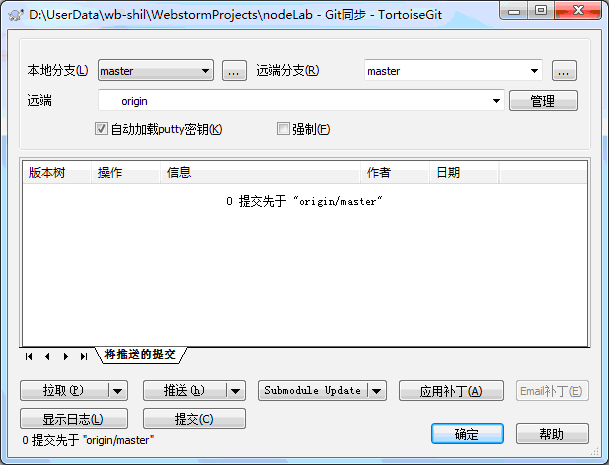 D:\UserData\wb-shil\WebstormProjects\nodeLab - Git同步 - TortoiseGit
本地分支(L) master ... 远端分支(R) master ...
远端 origin 管理
自动加载putty密钥(K) 强制(F)
版本树 操作 信息 作者 日期
0 提交先于 "origin/master"
将推送的提交
拉取(P) 推送(h) Submodule Update 应用补丁(A) Email补丁(E)
显示日志(L) 提交(C)
0 提交先于 "origin/master"
确定 帮助